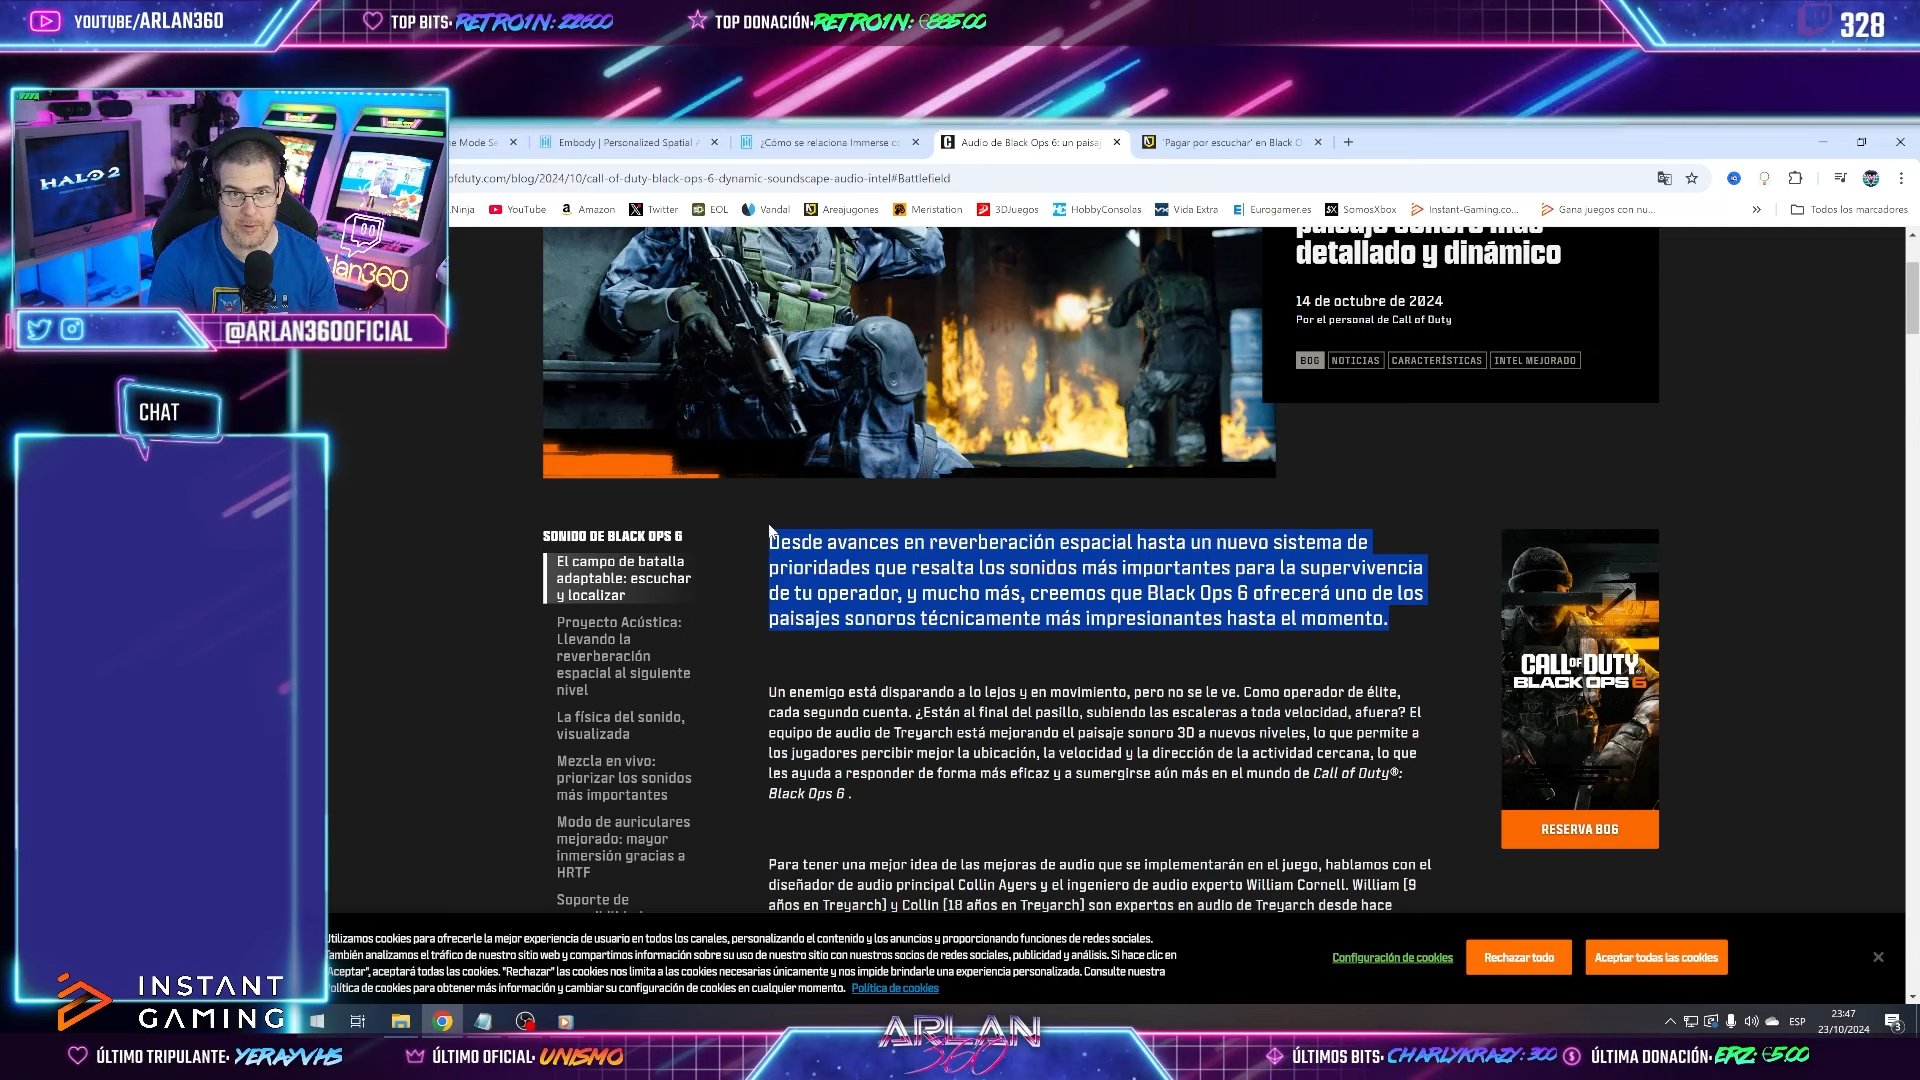 YOUTUBE/ARLAN360
TOP BITS: RETRO1N: 22600
TOP DONACIÓN: RETRO1N: €885.00
328
HALO 2
arlan360
@ARLAN360OFICIAL
CHAT
INSTANT GAMING
me Mode Se
Embody | Personalized Spatial A
¿Cómo se relaciona Immerse co
Audio de Black Ops 6: un paisaj
'Pagar por escuchar' en Black O
ofduty.com/blog/2024/10/call-of-duty-black-ops-6-dynamic-soundscape-audio-intel#Battlefield
.Ninja
YouTube
Amazon
Twitter
EOL
Vandal
Areajugones
Meristation
3DJuegos
HobbyConsolas
Vida Extra
Eurogamer.es
SomosXbox
Instant-Gaming.co...
Gana juegos con nu...
Todos los marcadores
paisaje sonoro más
detallado y dinámico
14 de octubre de 2024
Por el personal de Call of Duty
BO6
NOTICIAS
CARACTERÍSTICAS
INTEL MEJORADO
SONIDO DE BLACK OPS 6
El campo de batalla
adaptable: escuchar
y localizar
Proyecto Acústica:
Llevando la
reverberación
espacial al siguiente
nivel
La física del sonido,
visualizada
Mezcla en vivo:
priorizar los sonidos
más importantes
Modo de auriculares
mejorado: mayor
inmersión gracias a
HRTF
Soporte de
Desde avances en reverberación espacial hasta un nuevo sistema de
prioridades que resalta los sonidos más importantes para la supervivencia
de tu operador, y mucho más, creemos que Black Ops 6 ofrecerá uno de los
paisajes sonoros técnicamente más impresionantes hasta el momento.
Un enemigo está disparando a lo lejos y en movimiento, pero no se le ve. Como operador de élite,
cada segundo cuenta. ¿Están al final del pasillo, subiendo las escaleras a toda velocidad, afuera? El
equipo de audio de Treyarch está mejorando el paisaje sonoro 3D a nuevos niveles, lo que permite a
los jugadores percibir mejor la ubicación, la velocidad y la dirección de la actividad cercana, lo que
les ayuda a responder de forma más eficaz y a sumergirse aún más en el mundo de Call of Duty®:
Black Ops 6 .
Para tener una mejor idea de las mejoras de audio que se implementarán en el juego, hablamos con el
diseñador de audio principal Collin Ayers y el ingeniero de audio experto William Cornell. William [9
años en Treyarch] y Collin [18 años en Treyarch] son expertos en audio de Treyarch desde hace
CALL OF DUTY
BLACK OPS 6
RESERVA BO6
Utilizamos cookies para ofrecerle la mejor experiencia de usuario en todos los canales, personalizando el contenido y los anuncios y proporcionando funciones de redes sociales.
También analizamos el tráfico de nuestro sitio web y compartimos información sobre su uso de nuestro sitio con nuestros socios de redes sociales, publicidad y análisis. Si hace clic en
"Aceptar", aceptará todas las cookies. "Rechazar" las cookies nos limita a las cookies necesarias únicamente y nos impide brindarle una experiencia personalizada. Consulte nuestra
Política de cookies para obtener más información y cambiar su configuración de cookies en cualquier momento. Política de cookies
Configuración de cookies
Rechazar todo
Aceptar todas las cookies
ESP
23:47
23/10/2024
3
ÚLTIMO TRIPULANTE: YERAYVHS
ÚLTIMO OFICIAL: UNISMO
ARLAN
360
ÚLTIMOS BITS: CHARLYKRAZY: 300
ÚLTIMA DONACIÓN: ERZ: €5.00